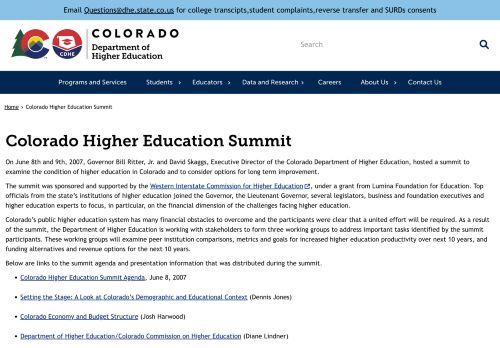 Email Questions@dhe.state.co.us for college transcipts,student complaints,reverse transfer and SURDs consents
CO
CDHE
COLORADO
Department of
Higher Education
Search
Programs and Services Students Educators Data and Research Careers About Us Contact Us
Home › Colorado Higher Education Summit
Colorado Higher Education Summit
On June 8th and 9th, 2007, Governor Bill Ritter, Jr. and David Skaggs, Executive Director of the Colorado Department of Higher Education, hosted a summit to
examine the condition of higher education in Colorado and to consider options for long term improvement.
The summit was sponsored and supported by the Western Interstate Commission for Higher Education, under a grant from Lumina Foundation for Education. Top
officials from the state's institutions of higher education joined the Governor, the Lieutenant Governor, several legislators, business and foundation executives and
higher education experts to focus, in particular, on the financial dimension of the challenges facing higher education.
Colorado's public higher education system has many financial obstacles to overcome and the participants were clear that a united effort will be required. As a result
of the summit, the Department of Higher Education is working with stakeholders to form three working groups to address important tasks identified by the summit
participants. These working groups will examine peer institution comparisons, metrics and goals for increased higher education productivity over next 10 years, and
funding alternatives and revenue options for the next 10 years.
Below are links to the summit agenda and presentation information that was distributed during the summit.
• Colorado Higher Education Summit Agenda, June 8, 2007
• Setting the Stage: A Look at Colorado's Demographic and Educational Context (Dennis Jones)
• Colorado Economy and Budget Structure (Josh Harwood)
• Department of Higher Education/Colorado Commission on Higher Education (Diane Lindner)